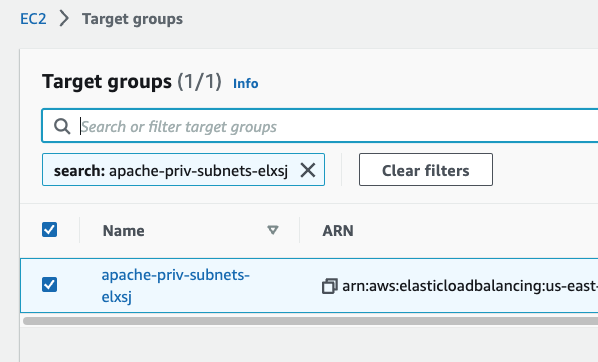 EC2 > Target groups
Target groups (1/1) Info
Search or filter target groups
search: apache-priv-subnets-elxsj Clear filters
Name ARN
apache-priv-subnets-
elxsj
arn:aws:elasticloadbalancing:us-east-